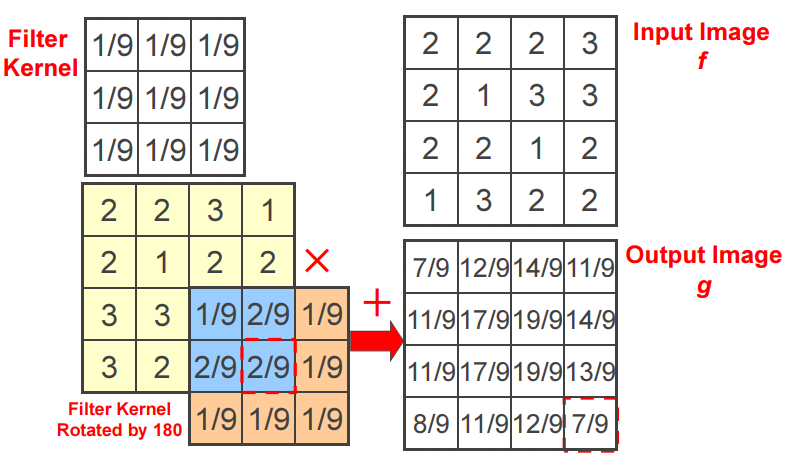 Filter
Kernel
1/9 1/9 1/9
1/9 1/9 1/9
1/9 1/9 1/9
2 2 2 3
2 1 3 3
2 2 1 2
1 3 2 2
Input Image
f
2 2 3 1
2 1 2 2 ×
3 3 1/9 2/9 1/9
3 2 2/9 2/9 1/9
1/9 1/9 1/9
Filter Kernel
Rotated by 180
+
7/9 12/9 14/9 11/9
11/9 17/9 19/9 14/9
11/9 17/9 19/9 13/9
8/9 11/9 12/9 7/9
Output Image
g